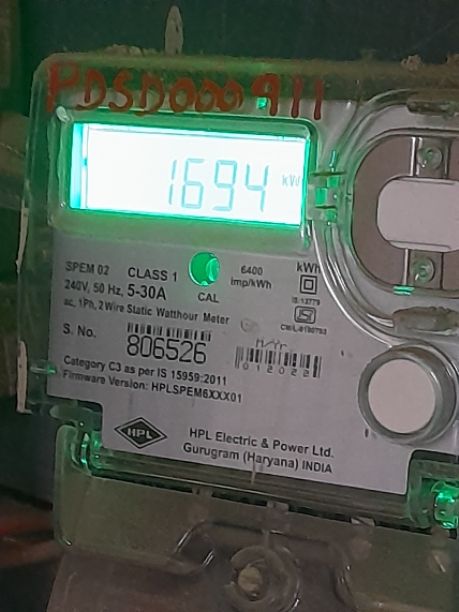 PDSD000911
1694 kW
SPEM 02 CLASS 1 6400 imp/kWh kWh
240V, 50 Hz, 5-30A CAL IS:13779
ac, 1Ph, 2 Wire Static Watthour Meter
S. No. 806526 M/Yr
012022
Category C3 as per IS 15959:2011
Firmware Version: HPLSPEM6XXX01
HPL
HPL Electric & Power Ltd.
Gurugram (Haryana) INDIA